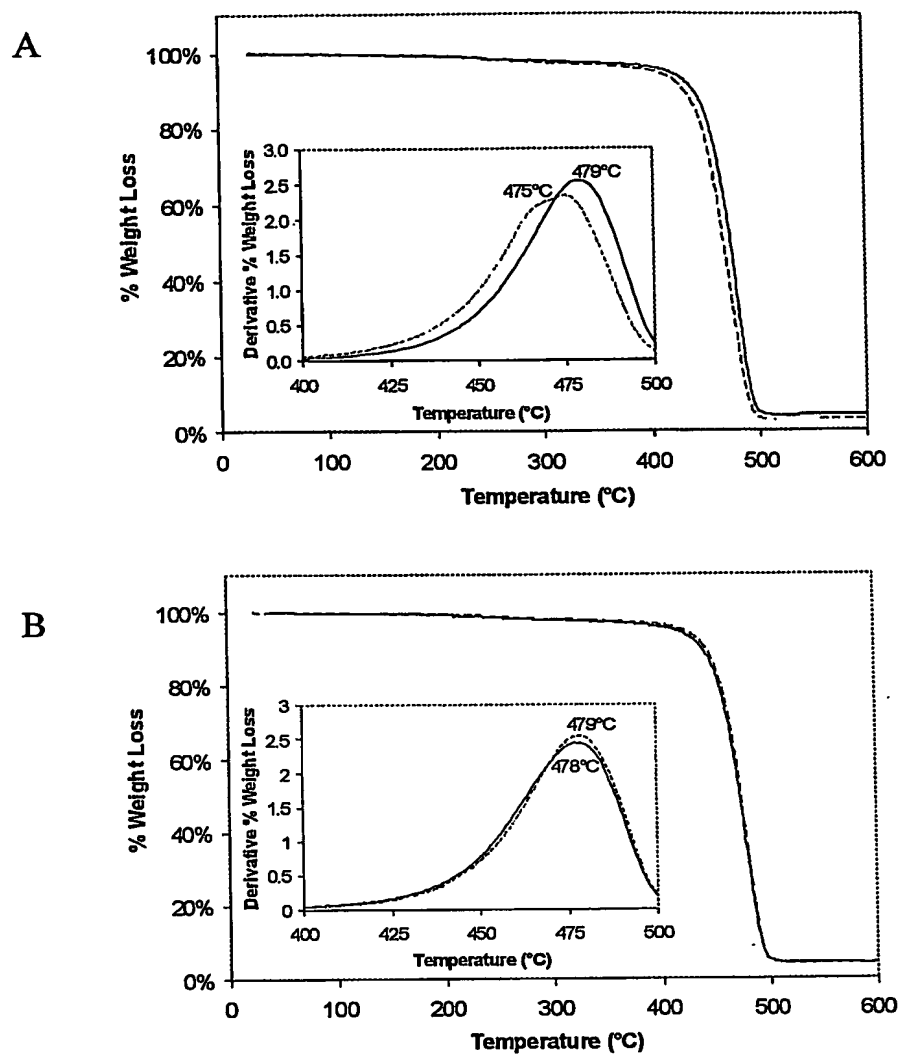 A
% Weight Loss
100%
80%
60%
40%
20%
0%
0 100 200 300 400 500 600
Temperature (°C)
Derivative % Weight Loss
3.0
2.5
2.0
1.5
1.0
0.5
0.0
400 425 450 475 500
Temperature (°C)
475°C
479°C
B
% Weight Loss
100%
80%
60%
40%
20%
0%
0 100 200 300 400 500 600
Temperature (°C)
Derivative % Weight Loss
3
2.5
2
1.5
1
0.5
0
400 425 450 475 500
Temperature (°C)
479°C
478°C